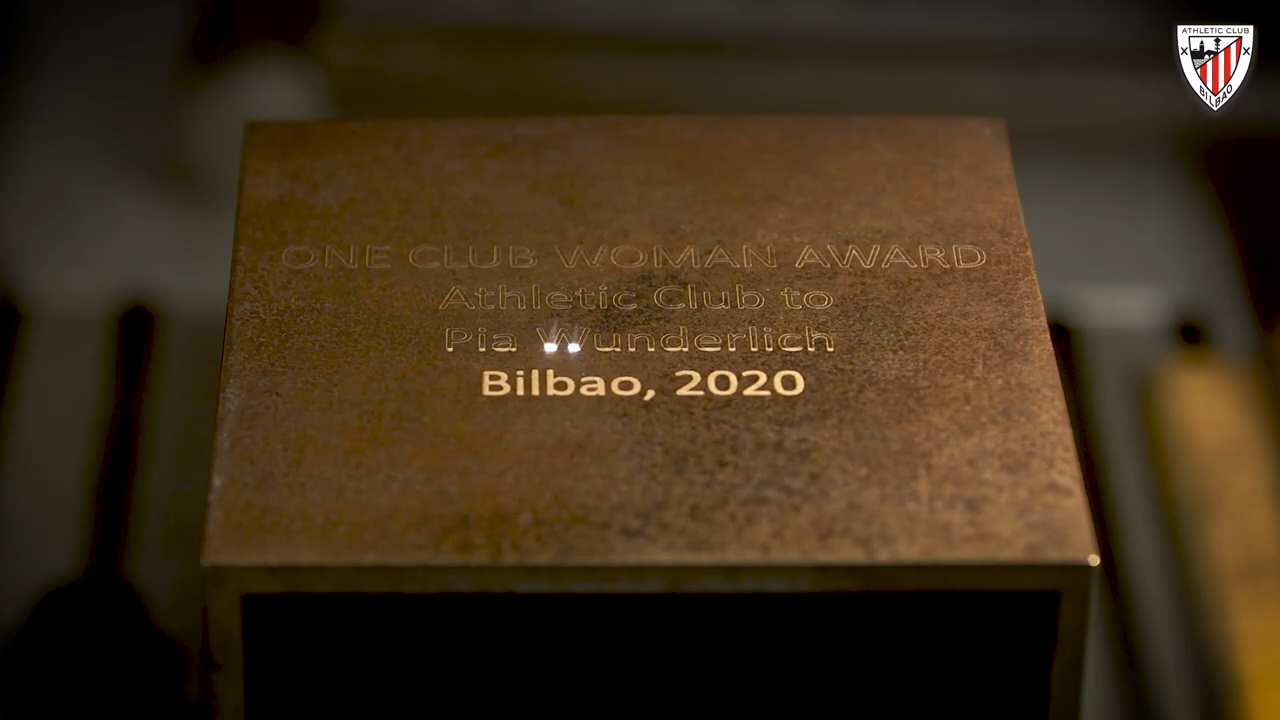 ATHLETIC CLUB
BILBAO
ONE CLUB WOMAN AWARD
Athletic Club to
Pia Wunderlich
Bilbao, 2020